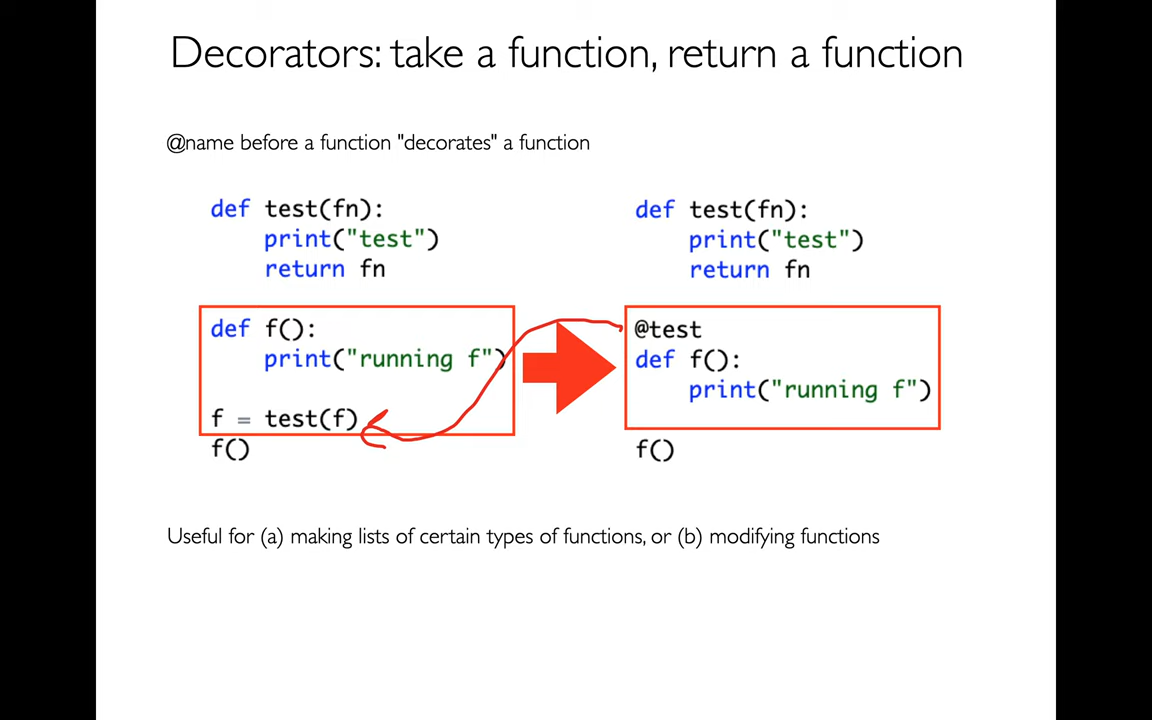 Decorators: take a function, return a function
@name before a function "decorates" a function
def test(fn):
    print("test")
    return fn
def f():
    print("running f")
f = test(f)
f()
def test(fn):
    print("test")
    return fn
@test
def f():
    print("running f")
f()
Useful for (a) making lists of certain types of functions, or (b) modifying functions